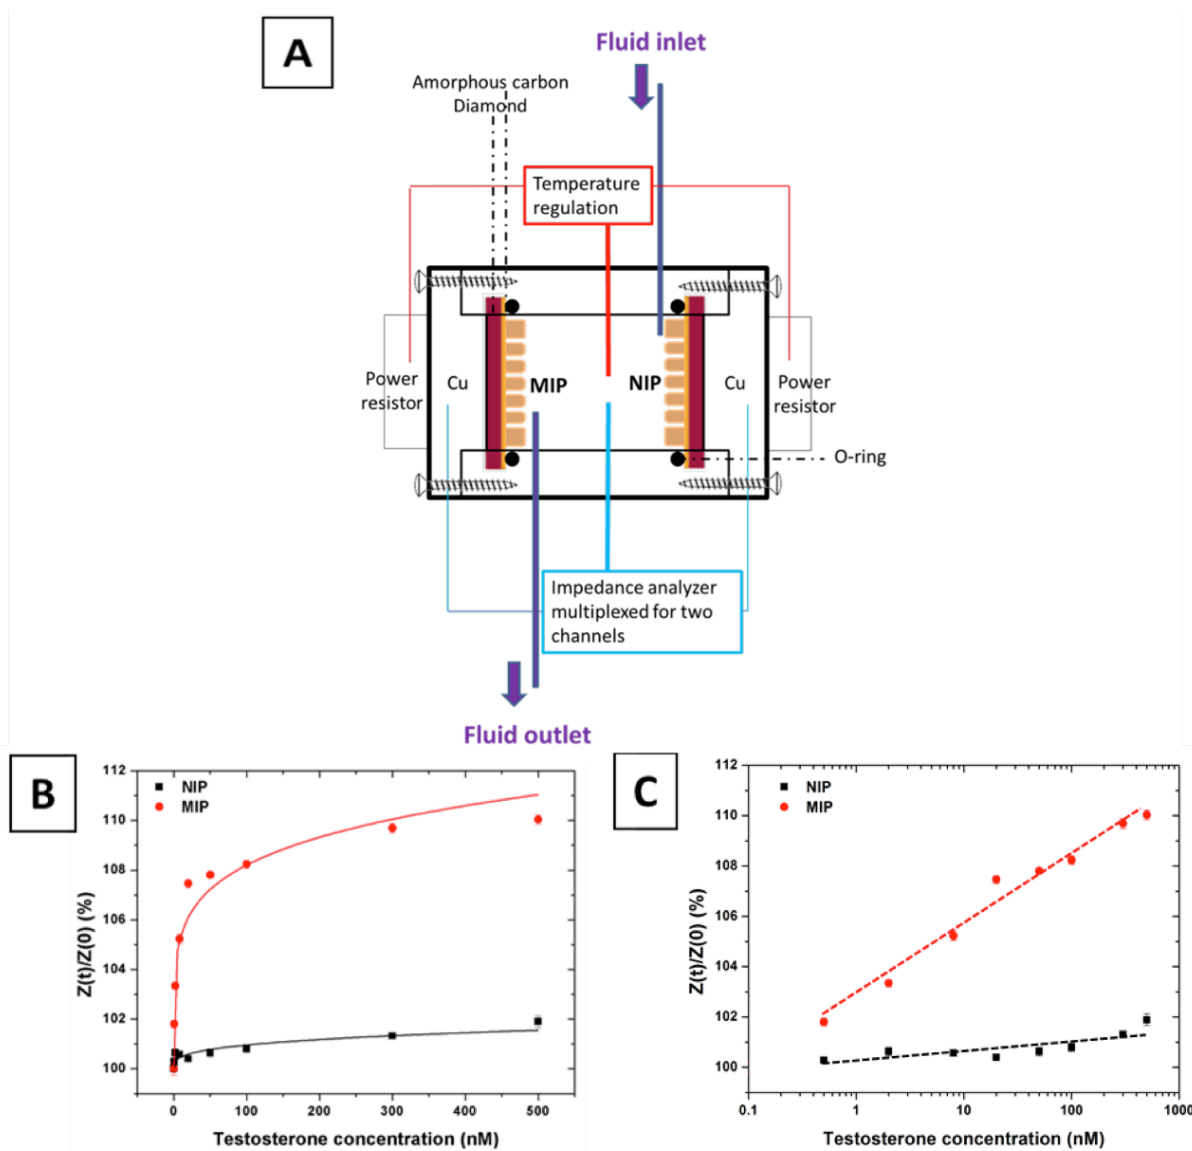 A
Fluid inlet
Amorphous carbon
Diamond
Temperature
regulation
Power
resistor
Cu
MIP
NIP
Cu
Power
resistor
O-ring
Impedance analyzer
multiplexed for two
channels
Fluid outlet
B
NIP
MIP
112
110
108
106
104
102
100
Z(t)/Z(0) (%)
0
100
200
300
400
500
Testosterone concentration (nM)
C
NIP
MIP
112
110
108
106
104
102
100
Z(t)/Z(0) (%)
0.1
1
10
100
1000
Testosterone concentration (nM)